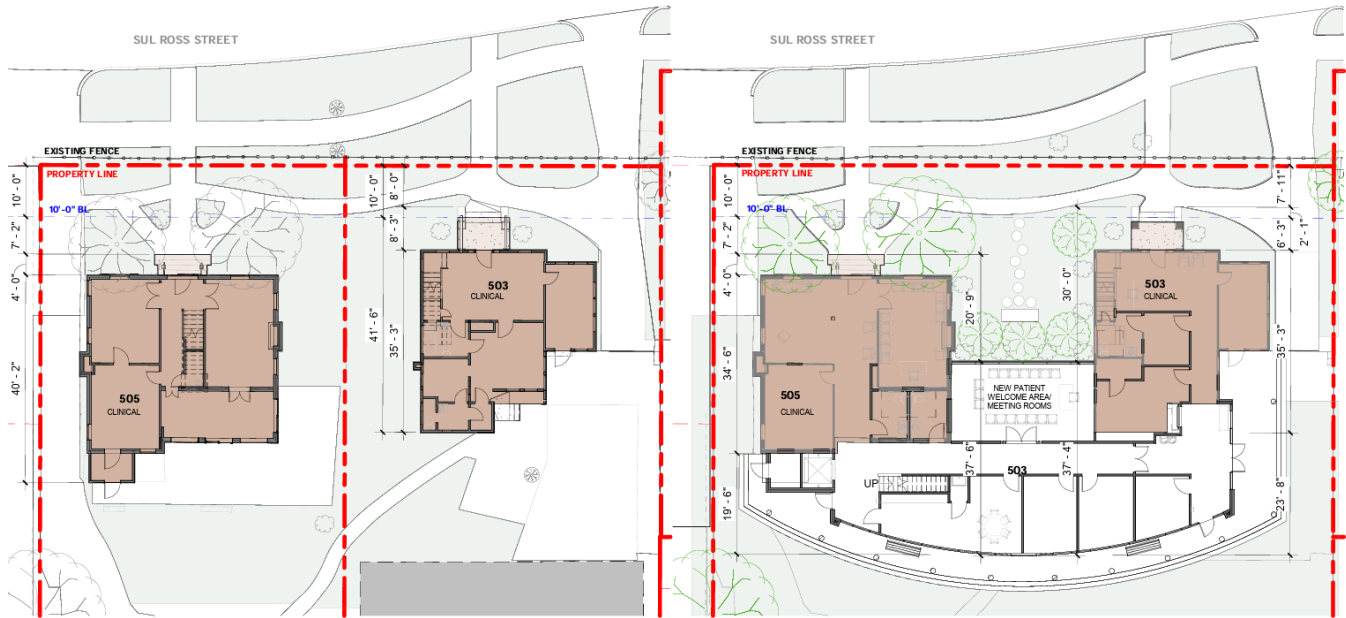 SUL ROSS STREET
EXISTING FENCE
PROPERTY LINE
10'-0" BL
10' - 0"
7' - 2"
4' - 0"
40' - 2"
10' - 0"
8' - 0"
8' - 3"
41' - 6"
35' - 3"
503
CLINICAL
505
CLINICAL
SUL ROSS STREET
EXISTING FENCE
PROPERTY LINE
10'-0" BL
10' - 0"
7' - 2"
4' - 0"
34' - 6"
19' - 6"
20' - 9"
30' - 0"
7' - 11"
6' - 3"
2' - 1"
35' - 3"
23' - 8"
503
CLINICAL
505
CLINICAL
NEW PATIENT
WELCOME AREA/
MEETING ROOMS
37' - 6"
37' - 4"
503
UP